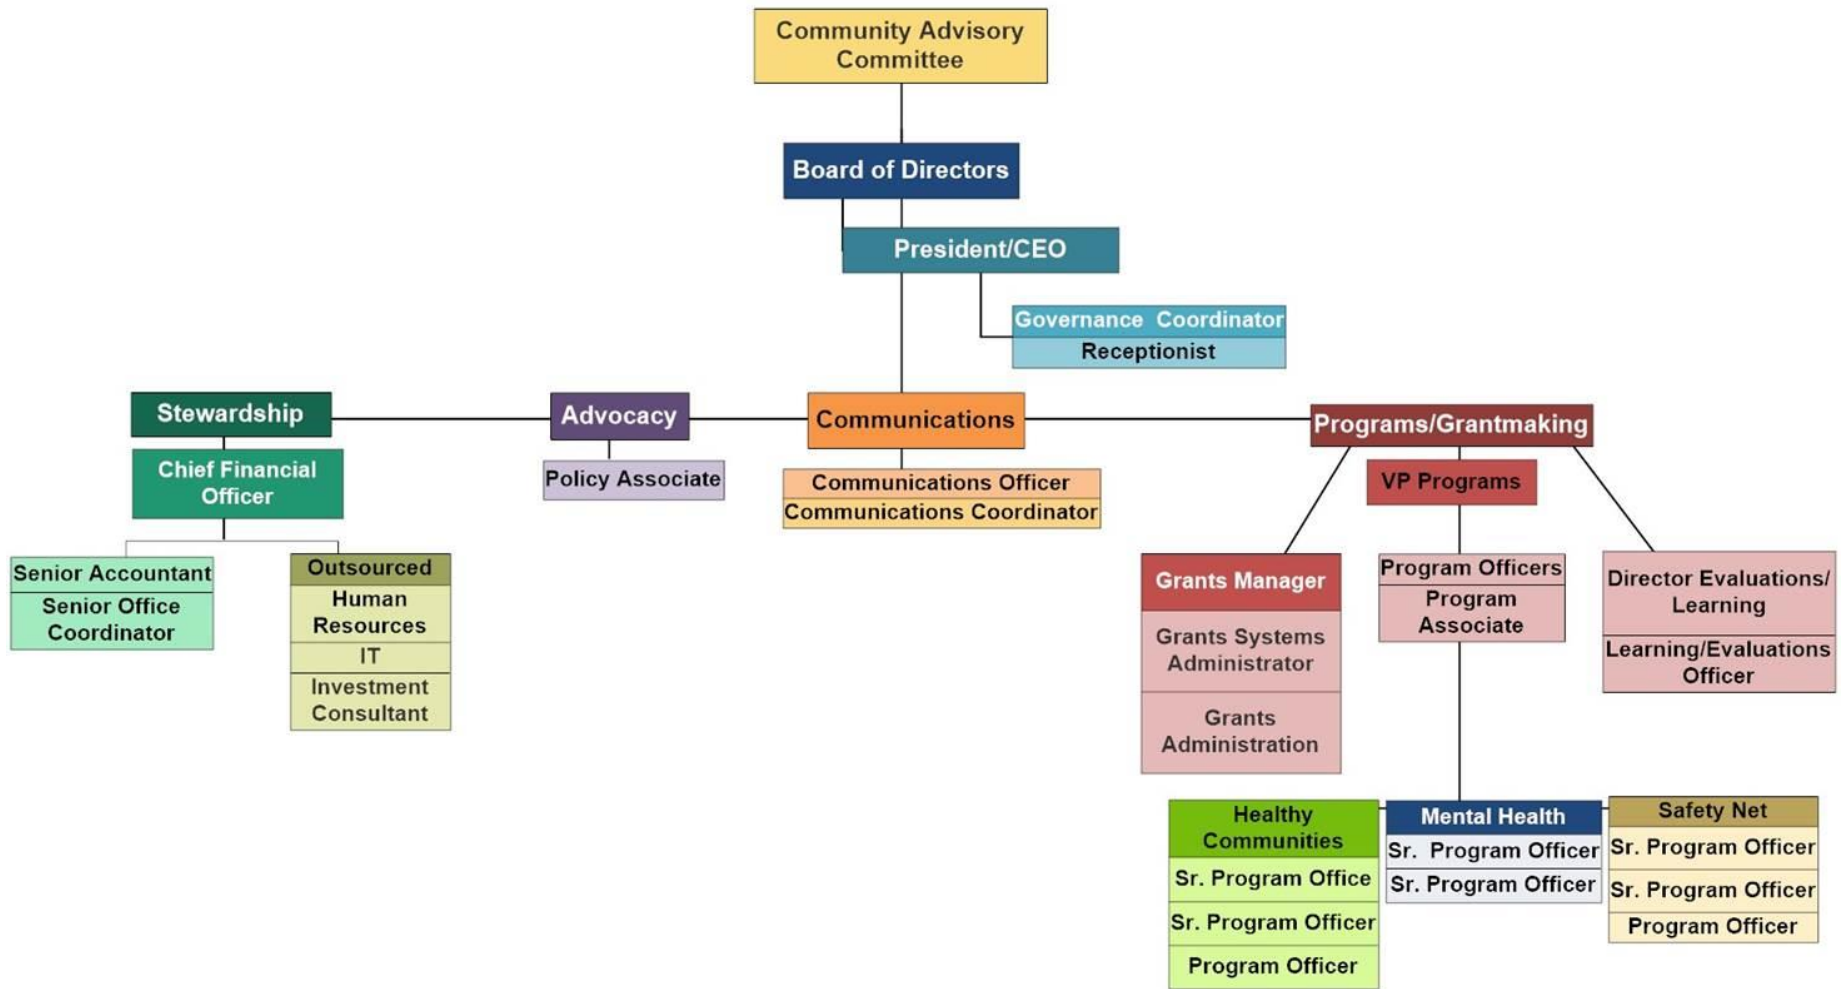 Community Advisory
Committee
Board of Directors
President/CEO
Governance Coordinator
Receptionist
Stewardship
Advocacy
Communications
Programs/Grantmaking
Chief Financial
Officer
Policy Associate
Communications Officer
Communications Coordinator
VP Programs
Senior Accountant
Senior Office
Coordinator
Outsourced
Human
Resources
IT
Investment
Consultant
Grants Manager
Grants Systems
Administrator
Grants
Administration
Program Officers
Program
Associate
Director Evaluations/
Learning
Learning/Evaluations
Officer
Healthy
Communities
Sr. Program Office
Sr. Program Officer
Program Officer
Mental Health
Sr. Program Officer
Sr. Program Officer
Safety Net
Sr. Program Officer
Sr. Program Officer
Program Officer